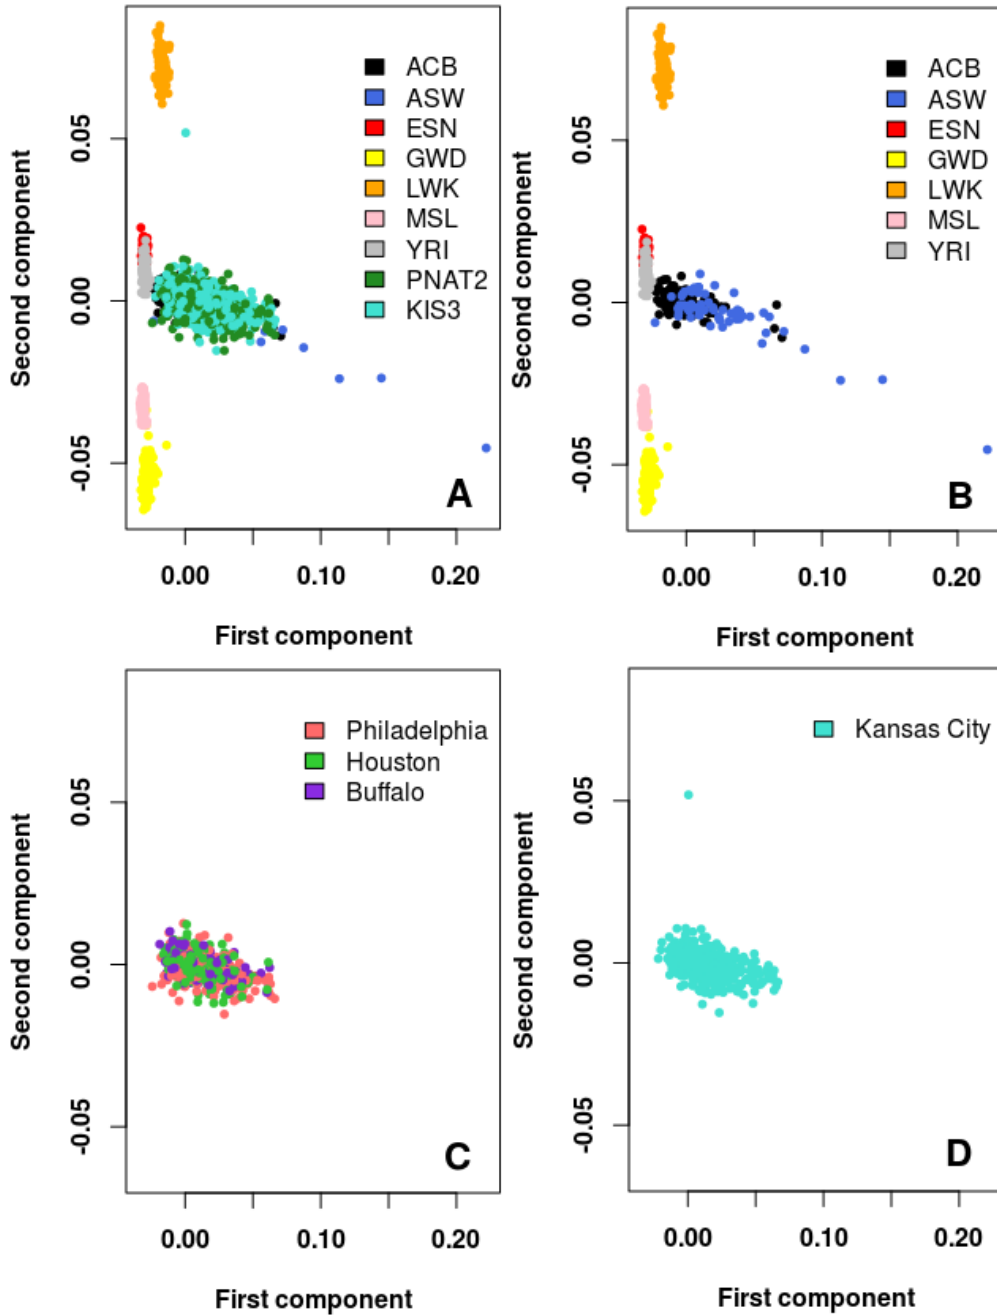 ACB
ASW
ESN
GWD
LWK
MSL
YRI
PNAT2
KIS3
0.05
0.00
-0.05
Second component
A
0.00
0.10
0.20
First component
ACB
ASW
ESN
GWD
LWK
MSL
YRI
0.05
0.00
-0.05
Second component
B
0.00
0.10
0.20
First component
Philadelphia
Houston
Buffalo
0.05
0.00
-0.05
Second component
C
0.00
0.10
0.20
First component
Kansas City
0.05
0.00
-0.05
Second component
D
0.00
0.10
0.20
First component